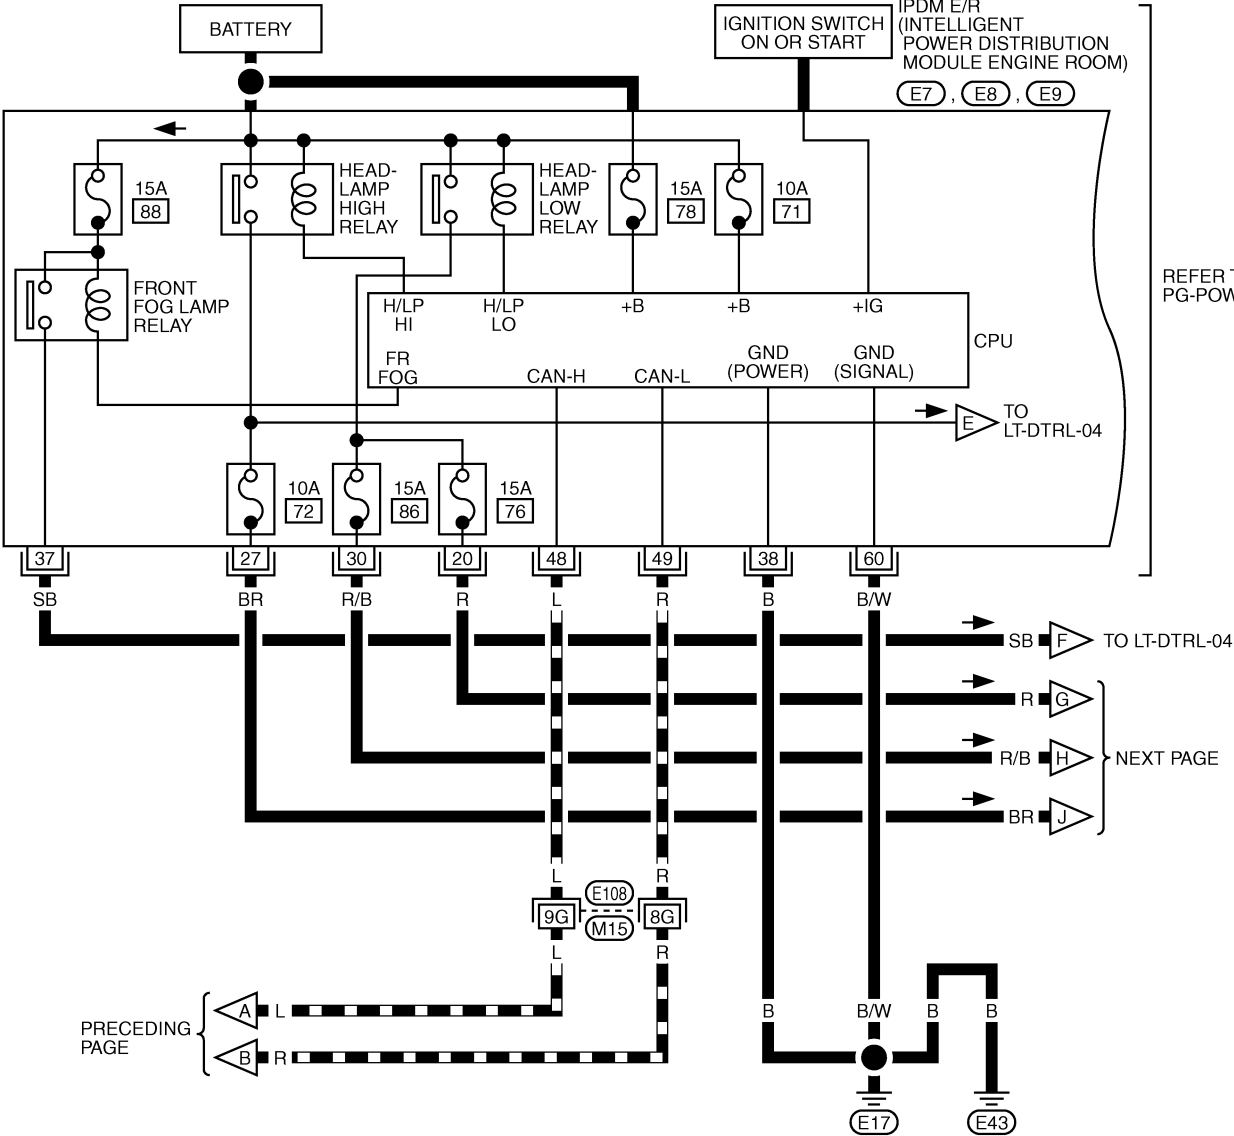 BATTERY
IGNITION SWITCH
ON OR START
IPDM E/R
(INTELLIGENT
POWER DISTRIBUTION
MODULE ENGINE ROOM)
E7 , E8 , E9
15A
88
HEAD-
LAMP
HIGH
RELAY
HEAD-
LAMP
LOW
RELAY
15A
78
10A
71
FRONT
FOG LAMP
RELAY
REFER T
PG-POW
H/LP
HI
H/LP
LO
+B
+B
+IG
CPU
FR
FOG
CAN-H
CAN-L
GND
(POWER)
GND
(SIGNAL)
E
TO
LT-DTRL-04
10A
72
15A
86
15A
76
37 27 30 20 48 49 38 60
SB BR R/B R L R B B/W
SB F TO LT-DTRL-04
R G
R/B H NEXT PAGE
BR J
L R
E108
9G 8G
M15
L R
A L
B B/W B B
PRECEDING
PAGE
B R
E17 E43